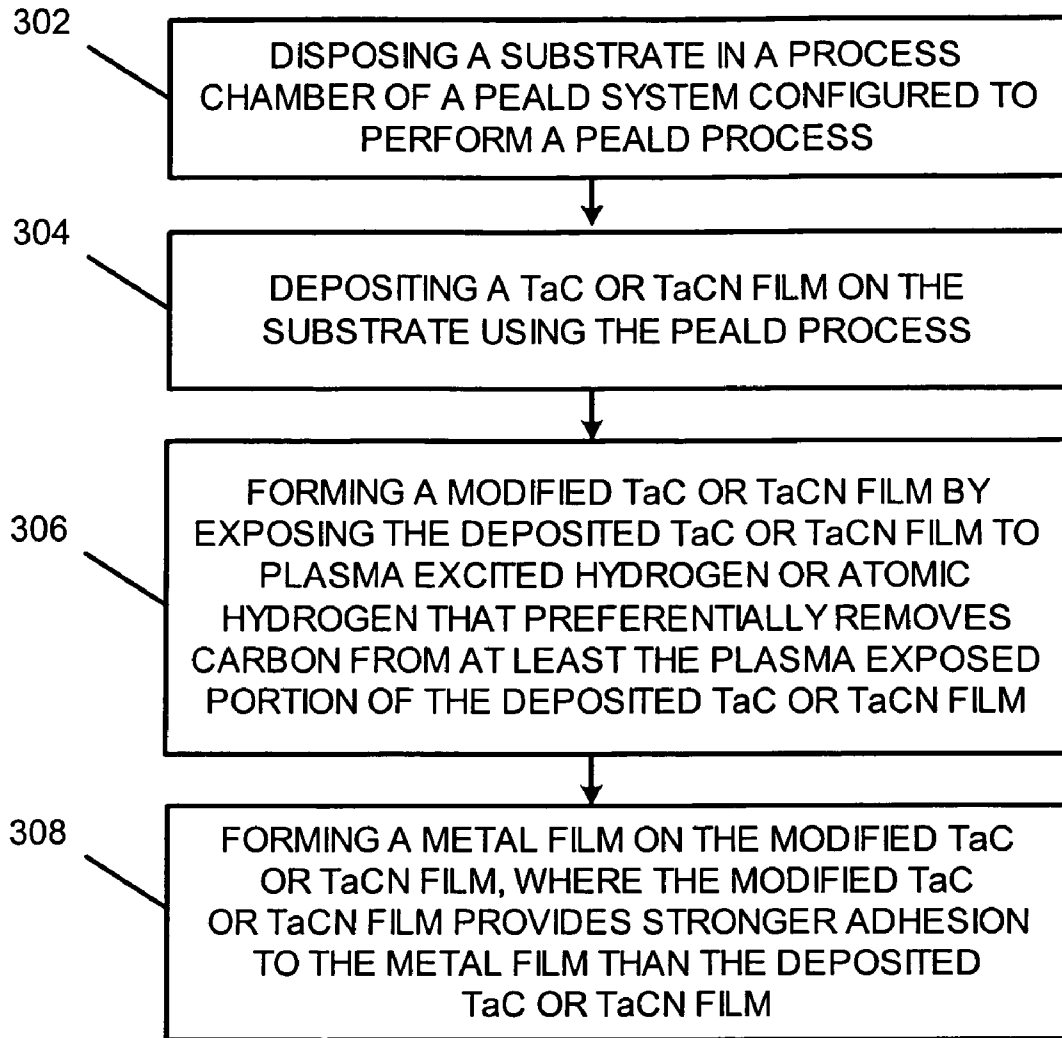 302
DISPOSING A SUBSTRATE IN A PROCESS
CHAMBER OF A PEALD SYSTEM CONFIGURED TO
PERFORM A PEALD PROCESS
304
DEPOSITING A TaC OR TaCN FILM ON THE
SUBSTRATE USING THE PEALD PROCESS
306
FORMING A MODIFIED TaC OR TaCN FILM BY
EXPOSING THE DEPOSITED TaC OR TaCN FILM TO
PLASMA EXCITED HYDROGEN OR ATOMIC
HYDROGEN THAT PREFERENTIALLY REMOVES
CARBON FROM AT LEAST THE PLASMA EXPOSED
PORTION OF THE DEPOSITED TaC OR TaCN FILM
308
FORMING A METAL FILM ON THE MODIFIED TaC
OR TaCN FILM, WHERE THE MODIFIED TaC
OR TaCN FILM PROVIDES STRONGER ADHESION
TO THE METAL FILM THAN THE DEPOSITED
TaC OR TaCN FILM